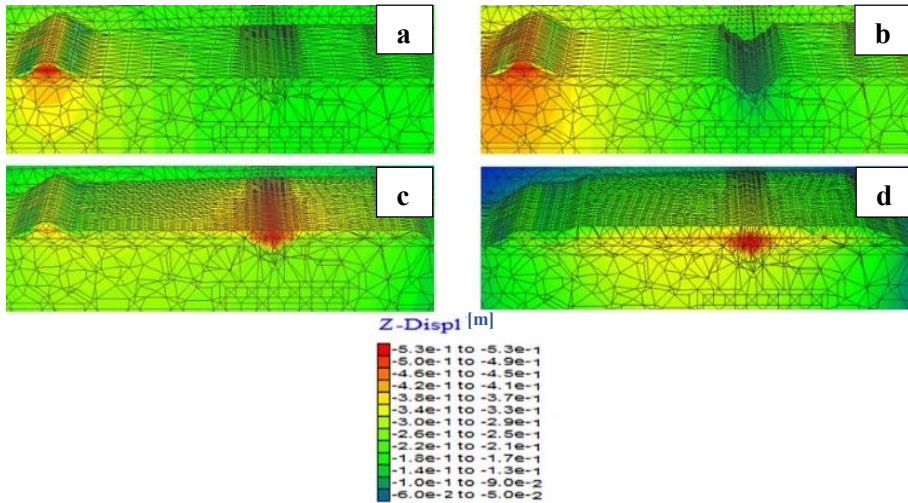 a
b
c
d
Z-Displ [m]
-5.3e-1 to -5.3e-1
-5.0e-1 to -4.9e-1
-4.6e-1 to -4.5e-1
-4.2e-1 to -4.1e-1
-3.8e-1 to -3.7e-1
-3.4e-1 to -3.3e-1
-3.0e-1 to -2.9e-1
-2.6e-1 to -2.5e-1
-2.2e-1 to -2.1e-1
-1.8e-1 to -1.7e-1
-1.4e-1 to -1.3e-1
-1.0e-1 to -9.0e-2
-6.0e-2 to -5.0e-2